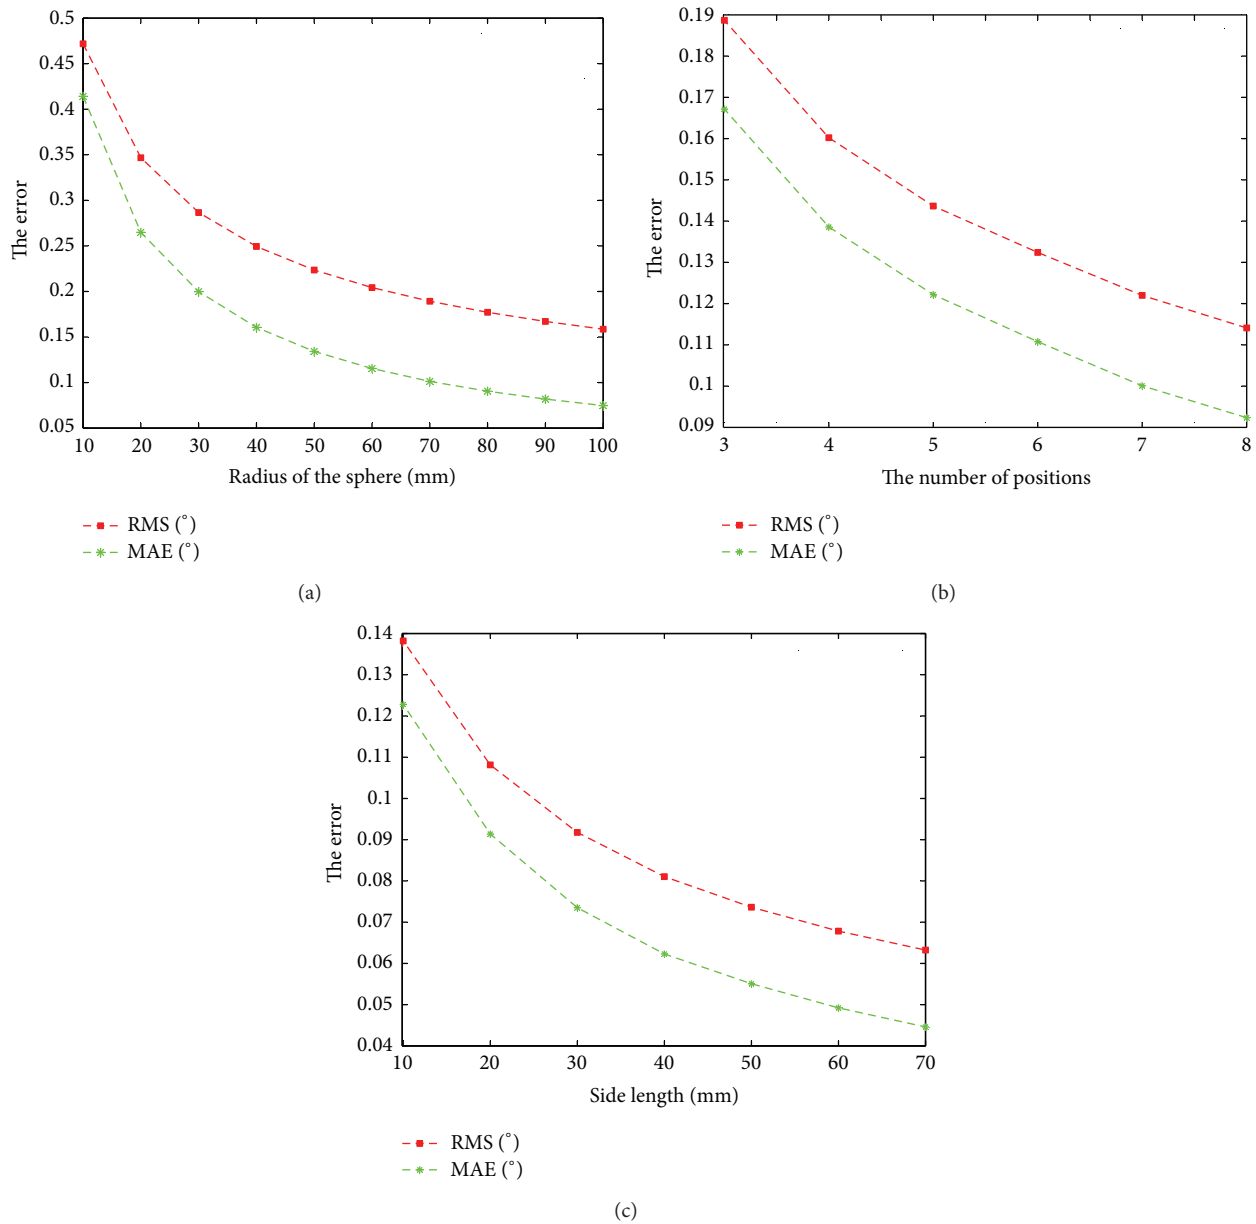 0.5
0.45
0.4
0.35
0.3
0.25
0.2
0.15
0.1
0.05
The error
10 20 30 40 50 60 70 80 90 100
Radius of the sphere (mm)
RMS (°)
MAE (°)
(a)
0.19
0.18
0.17
0.16
0.15
0.14
0.13
0.12
0.11
0.1
0.09
The error
3 4 5 6 7 8
The number of positions
RMS (°)
MAE (°)
(b)
0.14
0.13
0.12
0.11
0.1
0.09
0.08
0.07
0.06
0.05
0.04
The error
10 20 30 40 50 60 70
Side length (mm)
RMS (°)
MAE (°)
(c)